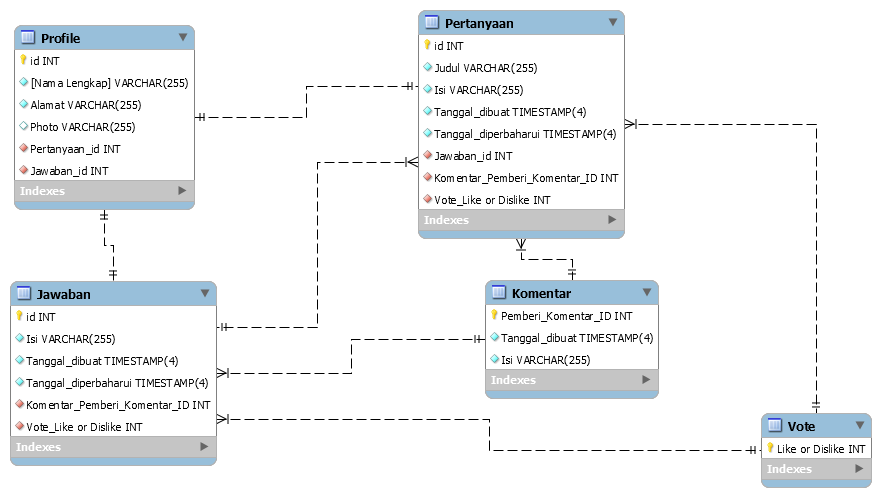 Profile
id INT
[Nama Lengkap] VARCHAR(255)
Alamat VARCHAR(255)
Photo VARCHAR(255)
Pertanyaan_id INT
Jawaban_id INT
Indexes
Pertanyaan
id INT
Judul VARCHAR(255)
Isi VARCHAR(255)
Tanggal_dibuat TIMESTAMP(4)
Tanggal_diperbaharui TIMESTAMP(4)
Jawaban_id INT
Komentar_Pemberi_Komentar_ID INT
Vote_Like or Dislike INT
Indexes
Jawaban
id INT
Isi VARCHAR(255)
Tanggal_dibuat TIMESTAMP(4)
Tanggal_diperbaharui TIMESTAMP(4)
Komentar_Pemberi_Komentar_ID INT
Vote_Like or Dislike INT
Indexes
Komentar
Pemberi_Komentar_ID INT
Tanggal_dibuat TIMESTAMP(4)
Isi VARCHAR(255)
Indexes
Vote
Like or Dislike INT
Indexes